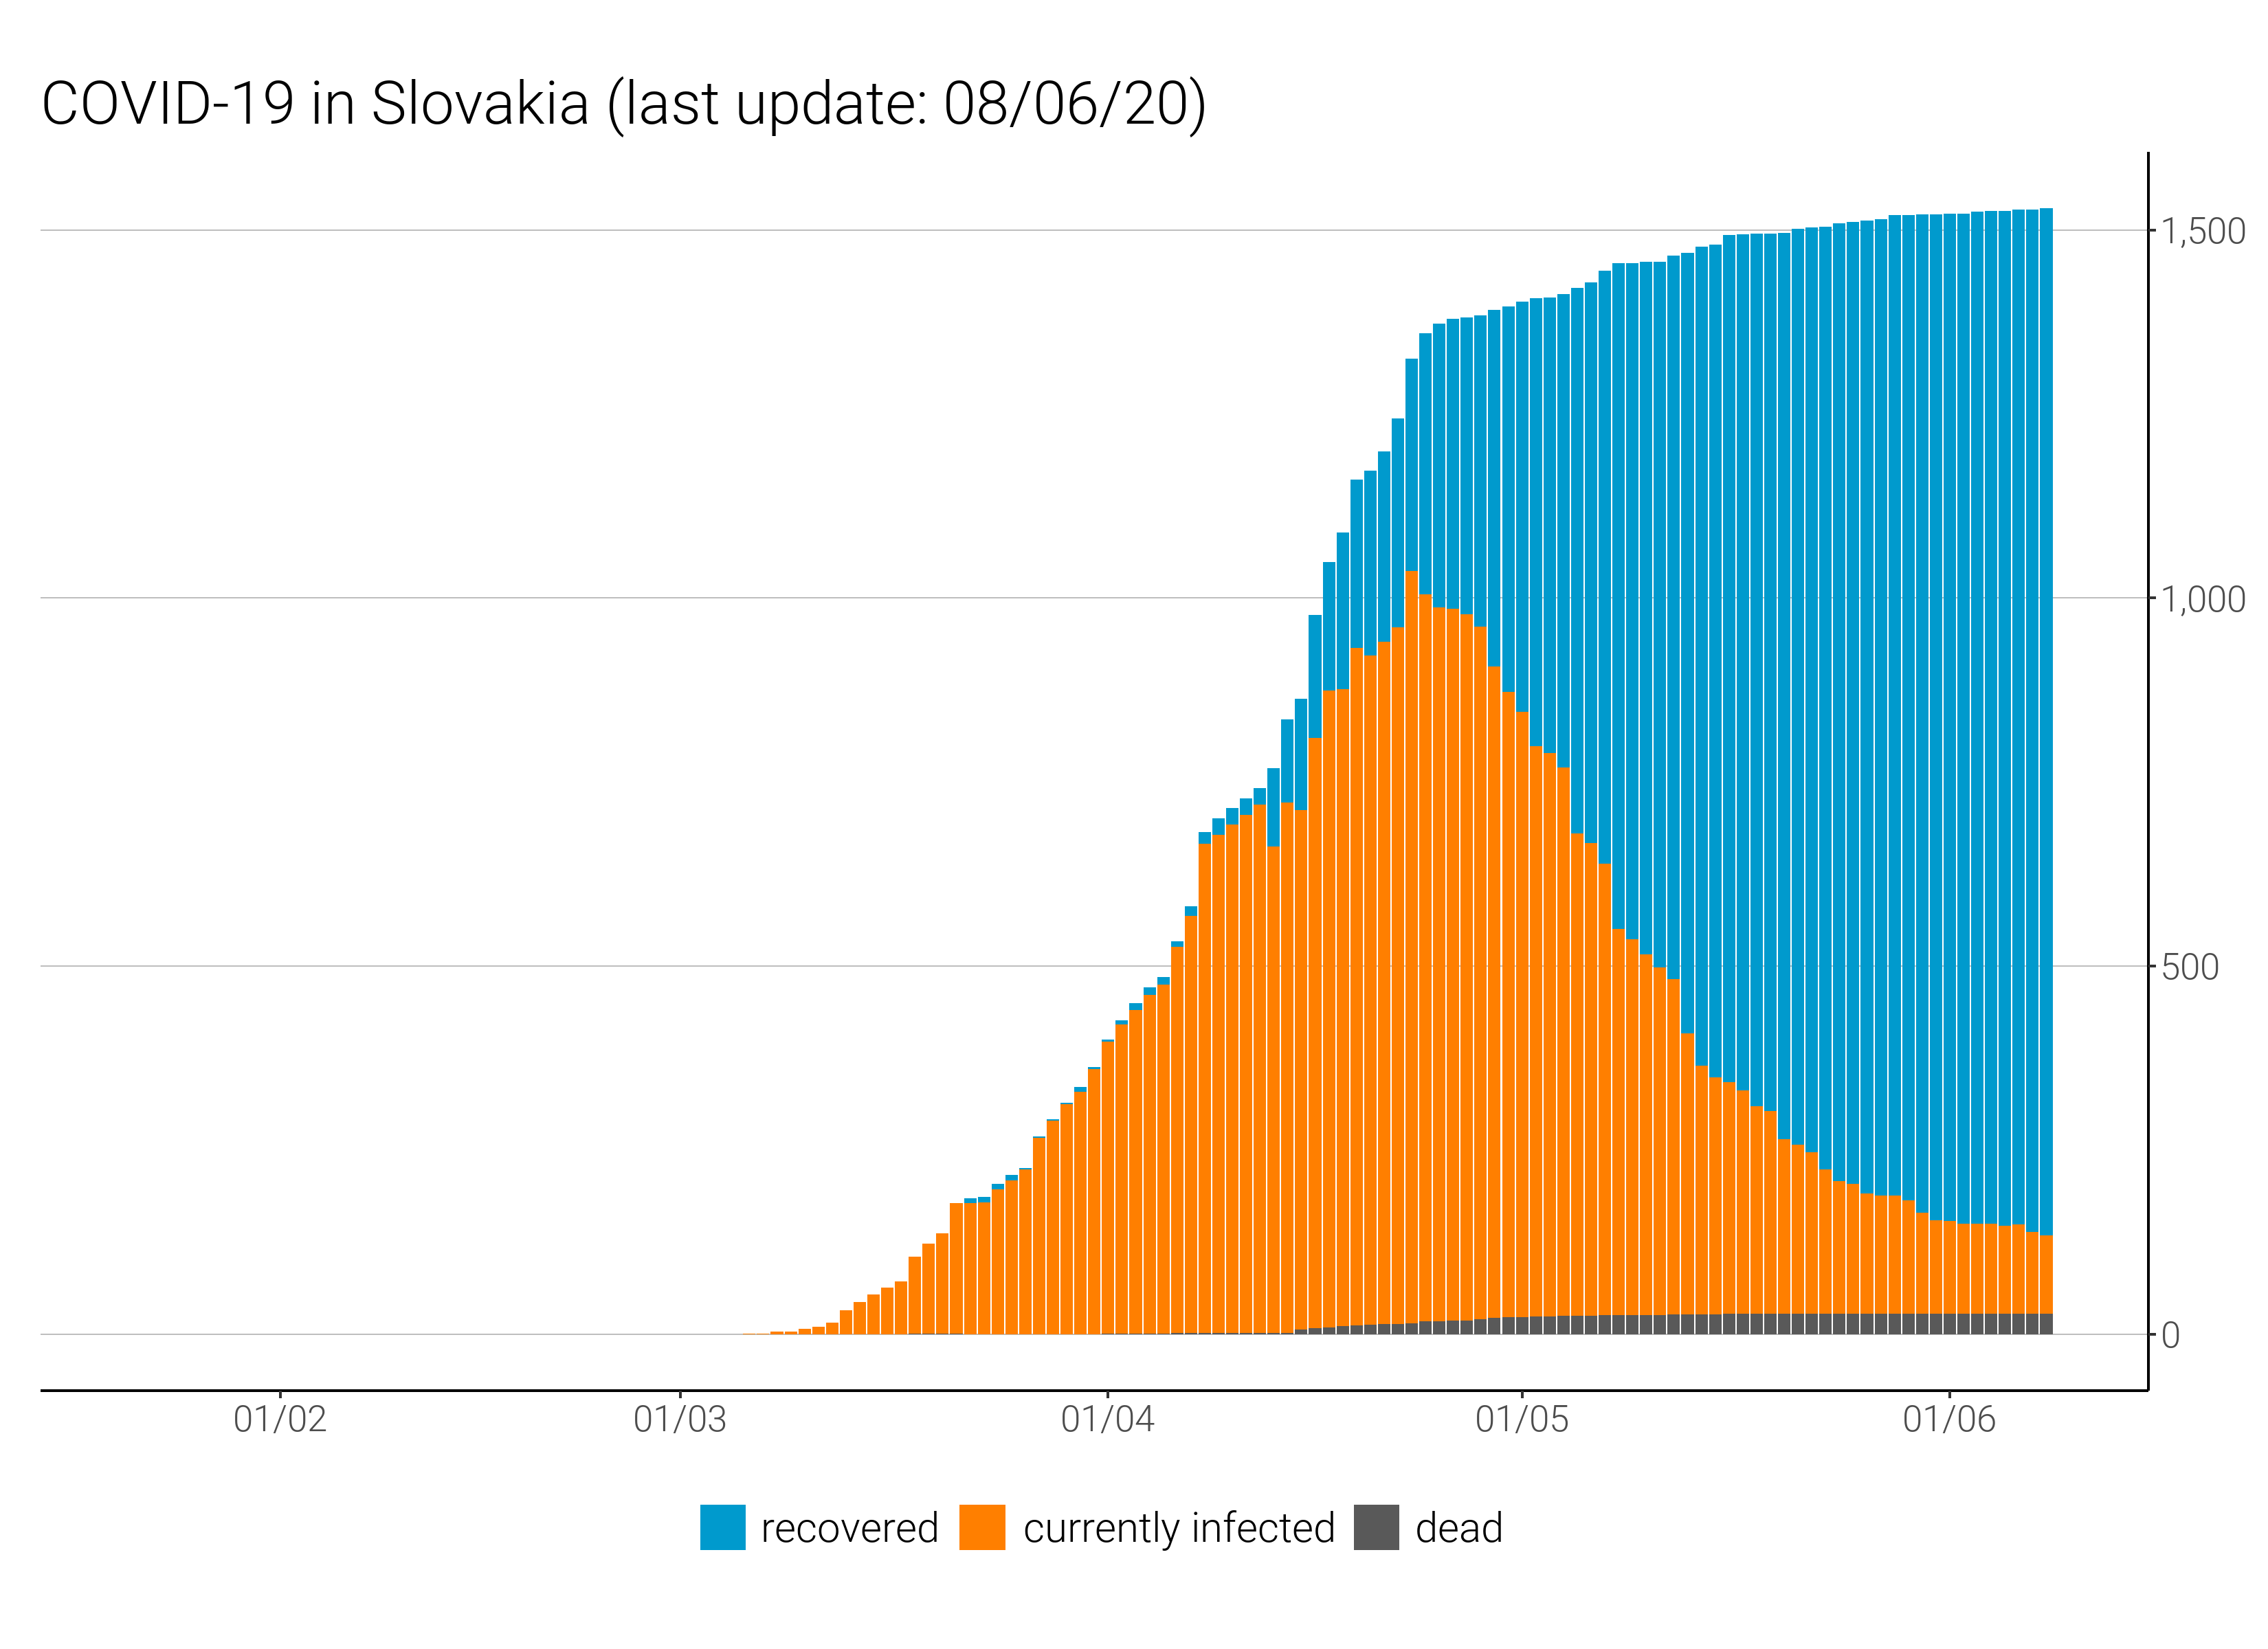 COVID-19 in Slovakia (last update: 08/06/20)
1,500
1,000
500
0
01/02 01/03 01/04 01/05 01/06
recovered currently infected dead